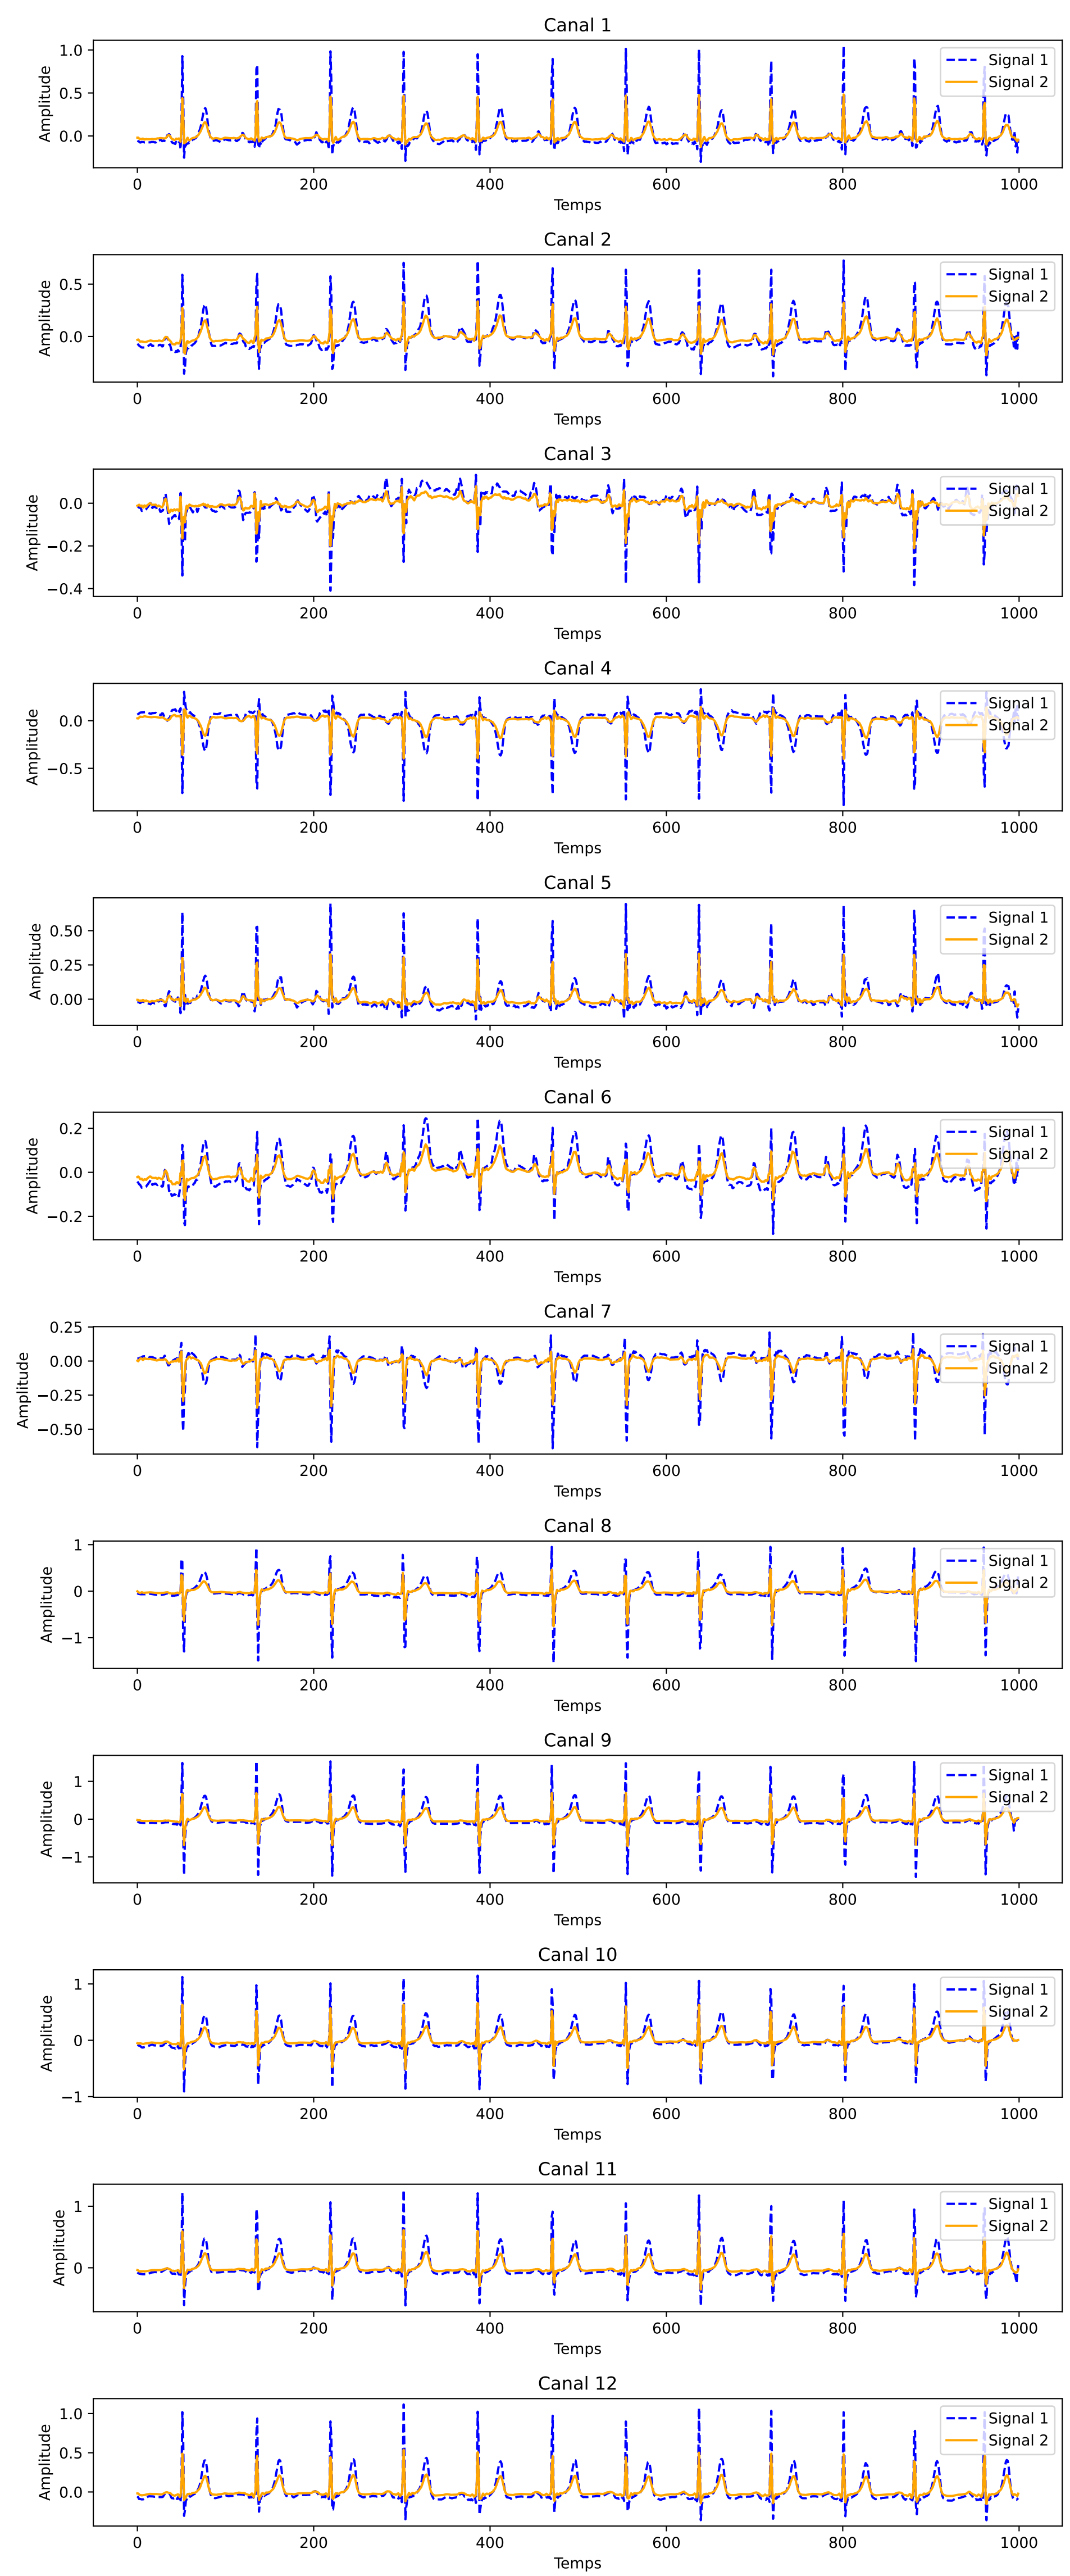 Canal 1
Amplitude
1.0
0.5
0.0
Signal 1
Signal 2
0 200 400 600 800 1000
Temps
Canal 2
Amplitude
0.5
0.0
Signal 1
Signal 2
0 200 400 600 800 1000
Temps
Canal 3
Amplitude
0.0
−0.2
−0.4
Signal 1
Signal 2
0 200 400 600 800 1000
Temps
Canal 4
Amplitude
0.0
−0.5
Signal 1
Signal 2
0 200 400 600 800 1000
Temps
Canal 5
Amplitude
0.50
0.25
0.00
Signal 1
Signal 2
0 200 400 600 800 1000
Temps
Canal 6
Amplitude
0.2
0.0
−0.2
Signal 1
Signal 2
0 200 400 600 800 1000
Temps
Canal 7
Amplitude
0.25
0.00
−0.25
−0.50
Signal 1
Signal 2
0 200 400 600 800 1000
Temps
Canal 8
Amplitude
1
0
−1
Signal 1
Signal 2
0 200 400 600 800 1000
Temps
Canal 9
Amplitude
1
0
−1
Signal 1
Signal 2
0 200 400 600 800 1000
Temps
Canal 10
Amplitude
1
0
−1
Signal 1
Signal 2
0 200 400 600 800 1000
Temps
Canal 11
Amplitude
1
0
Signal 1
Signal 2
0 200 400 600 800 1000
Temps
Canal 12
Amplitude
1.0
0.5
0.0
Signal 1
Signal 2
0 200 400 600 800 1000
Temps